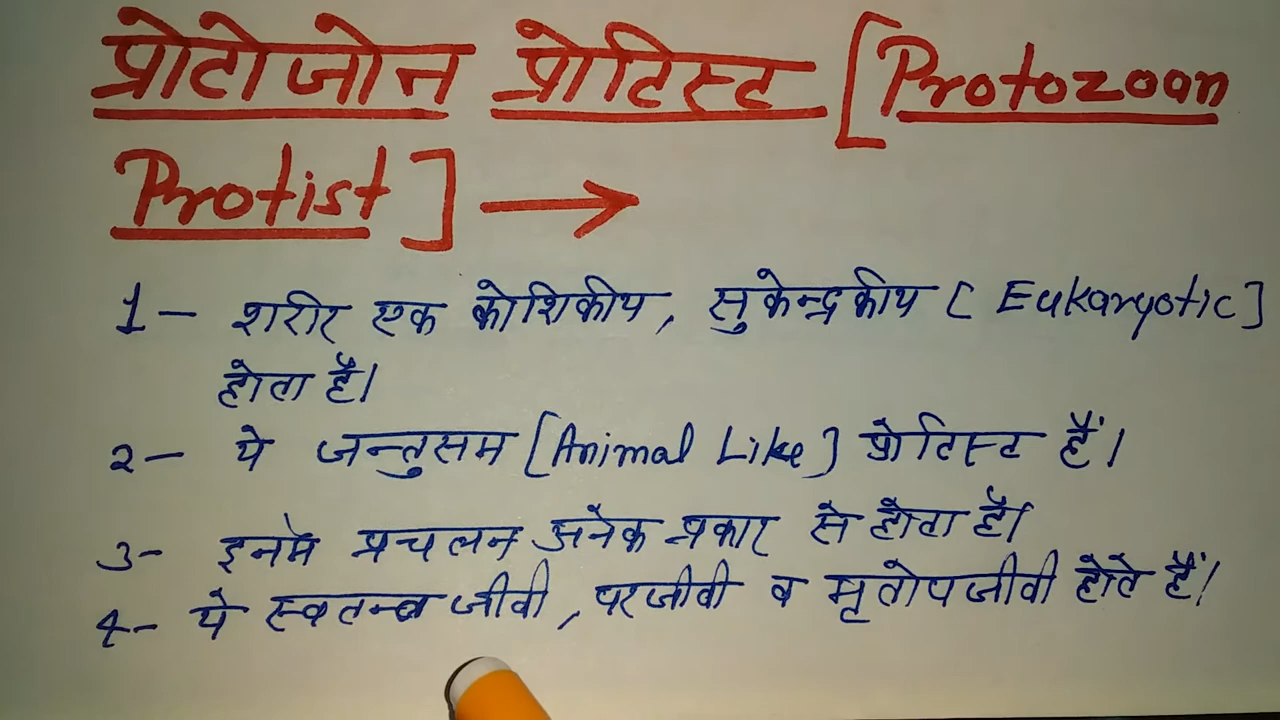 प्रोटोजोन प्रोटिस्ट [Protozoan
Protist] →
1- शरीर एक कोशिकीय, सुकेन्द्रकीय [Eukaryotic]
होता है।
2- ये जन्तुसम [Animal Like] प्रोटिस्ट हैं।
3- इनमे प्रचलन अनेक प्रकार से होता है।
4- ये स्वतन्त्र जीवी, परजीवी व मृतोपजीवी होते हैं।